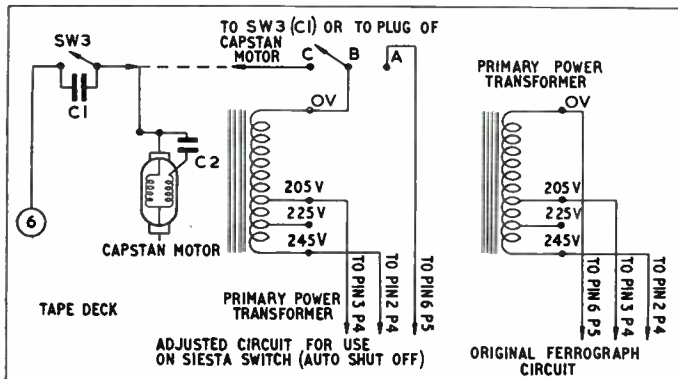 TO SW3 (C1) OR TO PLUG OF
CAPSTAN
MOTOR
SW3
C1
C
B
A
C2
6
CAPSTAN MOTOR
TAPE DECK
0V
205V
225V
245V
PRIMARY POWER
TRANSFORMER
TO PIN 3 P4
TO PIN 2 P4
TO PIN 6 P5
ADJUSTED CIRCUIT FOR USE
ON SIESTA SWITCH (AUTO SHUT OFF)
PRIMARY POWER
TRANSFORMER
0V
205V
225V
245V
TO PIN 6 P5
TO PIN 3 P4
TO PIN 2 P4
ORIGINAL FERROGRAPH
CIRCUIT